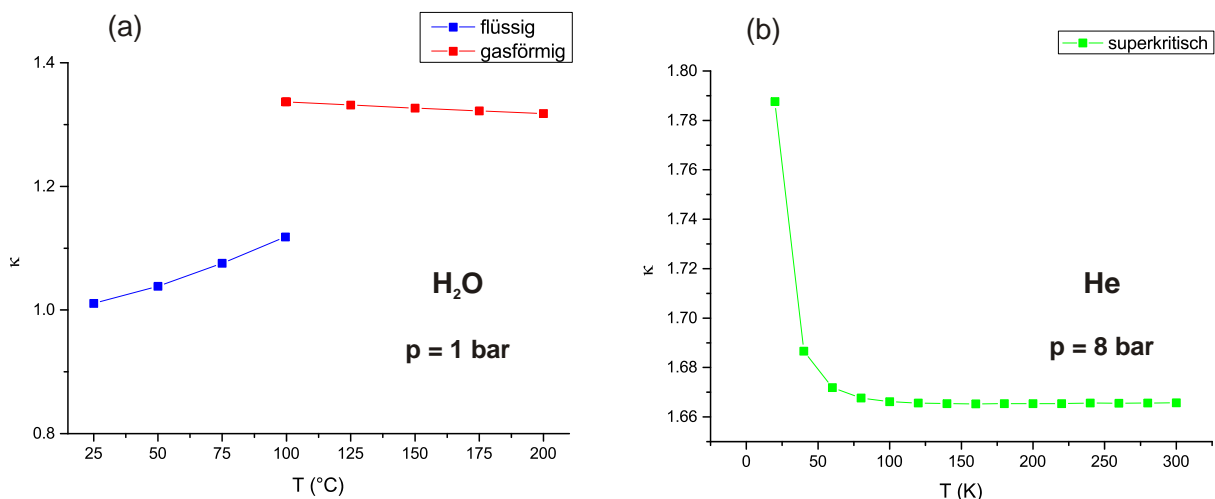 (a)
flüssig
gasförmig
1.4
1.2
1.0
0.8
κ
25 50 75 100 125 150 175 200
T (°C)
H₂O
p = 1 bar
(b)
superkritisch
1.80
1.78
1.76
1.74
1.72
1.70
1.68
1.66
κ
0 50 100 150 200 250 300
T (K)
He
p = 8 bar